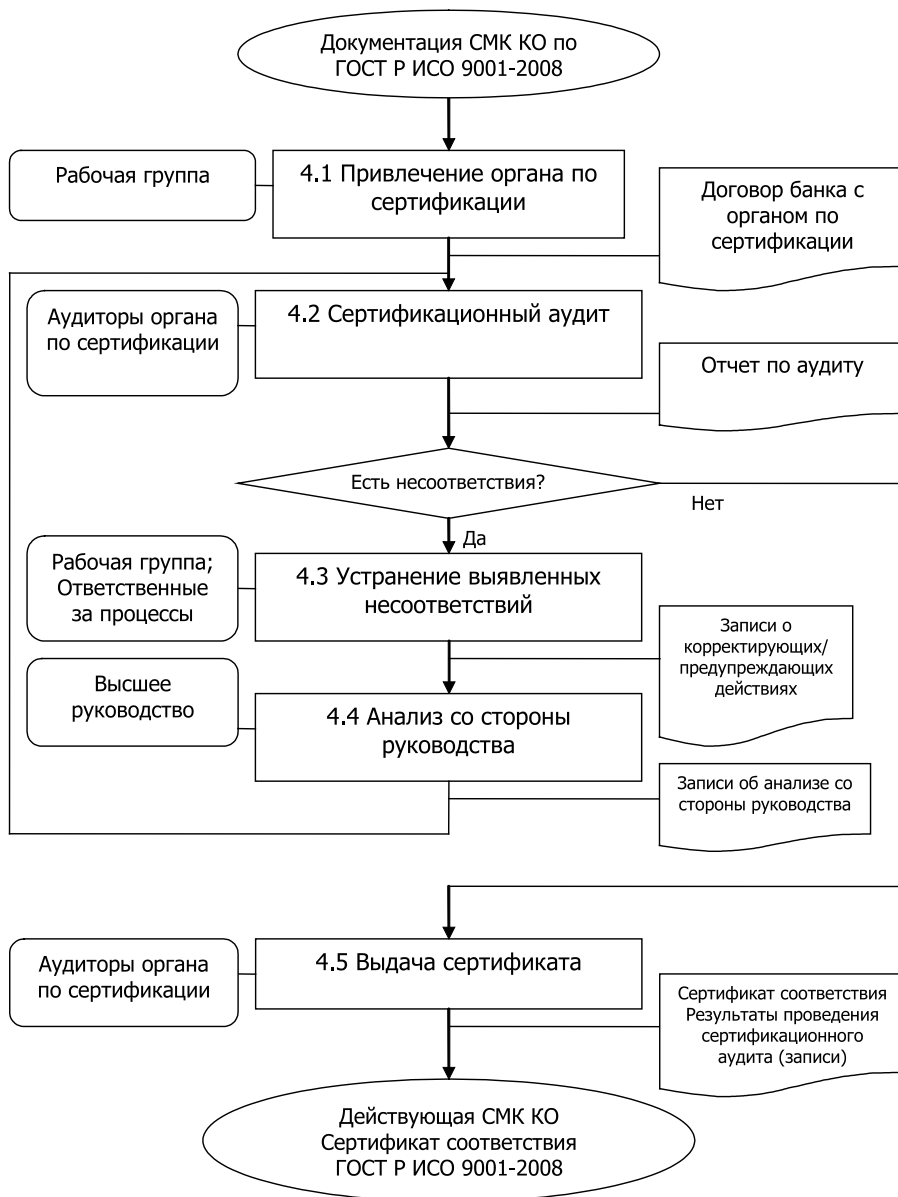 Документация СМК КО по
ГОСТ Р ИСО 9001-2008
Рабочая группа
4.1 Привлечение органа по
сертификации
Договор банка с
органом по
сертификации
Аудиторы органа
по сертификации
4.2 Сертификационный аудит
Отчет по аудиту
Есть несоответствия?
Нет
Да
Рабочая группа;
Ответственные
за процессы
4.3 Устранение выявленных
несоответствий
Записи о
корректирующих/
предупреждающих
действиях
Высшее
руководство
4.4 Анализ со стороны
руководства
Записи об анализе со
стороны руководства
Аудиторы органа
по сертификации
4.5 Выдача сертификата
Сертификат соответствия
Результаты проведения
сертификационного
аудита (записи)
Действующая СМК КО
Сертификат соответствия
ГОСТ Р ИСО 9001-2008